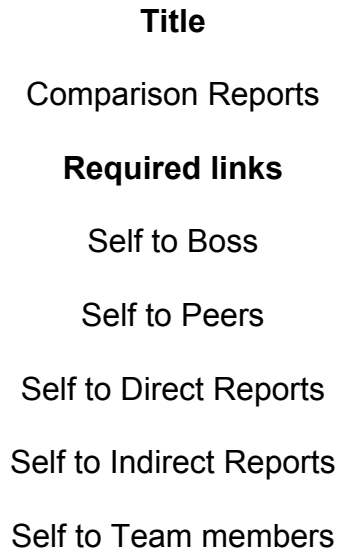 Title
Comparison Reports
Required links
Self to Boss
Self to Peers
Self to Direct Reports
Self to Indirect Reports
Self to Team members